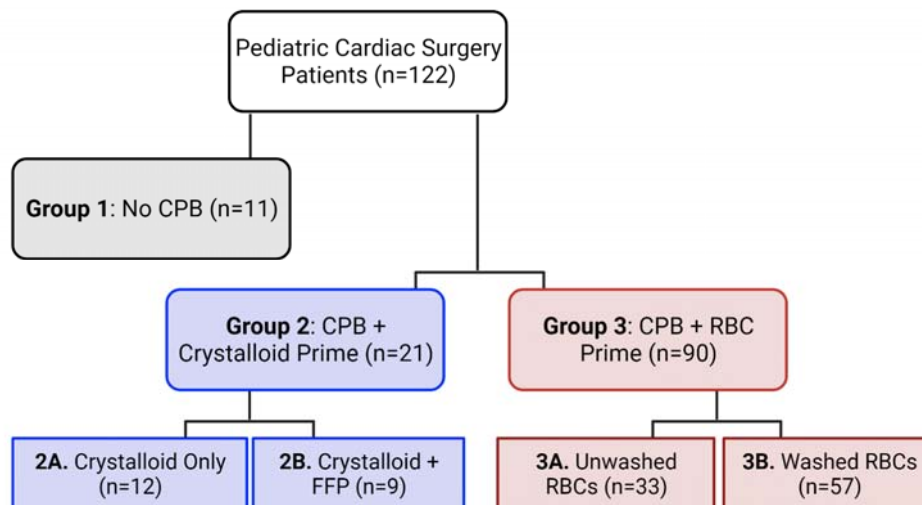 Pediatric Cardiac Surgery
Patients (n=122)
Group 1: No CPB (n=11)
Group 2: CPB +
Crystalloid Prime (n=21)
Group 3: CPB + RBC
Prime (n=90)
2A. Crystalloid Only
(n=12)
2B. Crystalloid +
FFP (n=9)
3A. Unwashed
RBCs (n=33)
3B. Washed RBCs
(n=57)